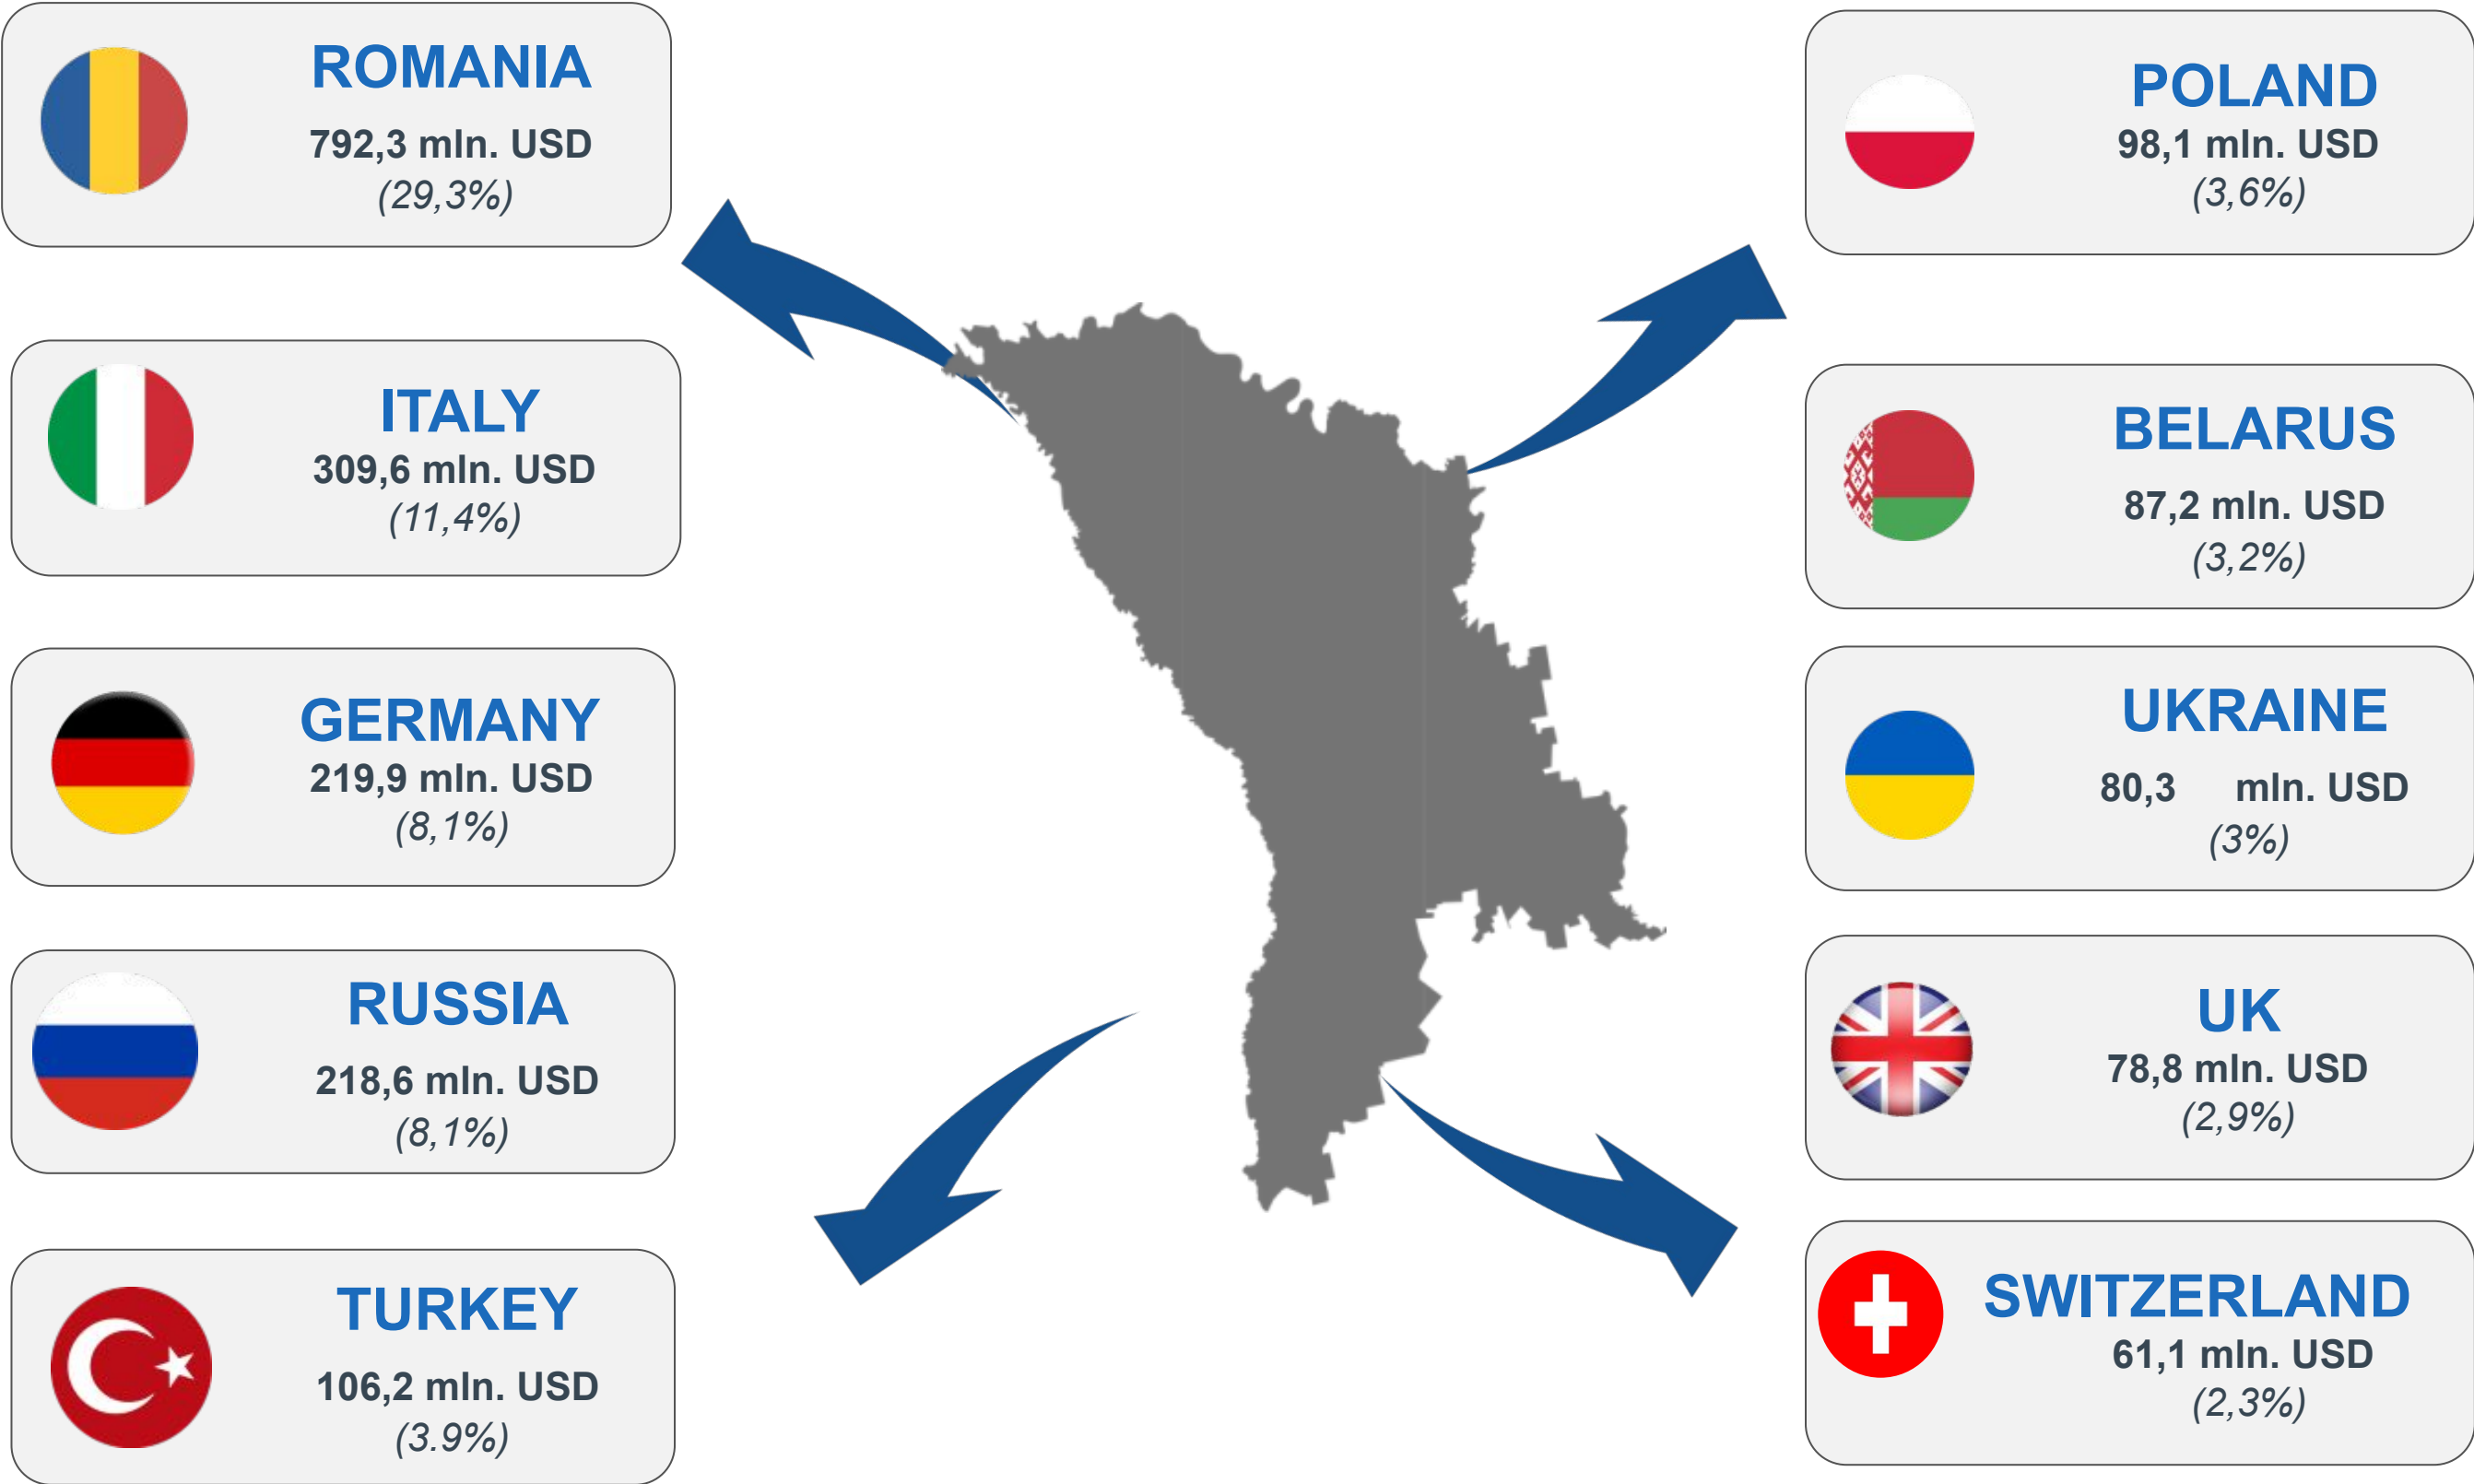 ROMANIA
792,3 mln. USD
(29,3%)
ITALY
309,6 mln. USD
(11,4%)
GERMANY
219,9 mln. USD
(8,1%)
RUSSIA
218,6 mln. USD
(8,1%)
TURKEY
106,2 mln. USD
(3.9%)
POLAND
98,1 mln. USD
(3,6%)
BELARUS
87,2 mln. USD
(3,2%)
UKRAINE
80,3 mln. USD
(3%)
UK
78,8 mln. USD
(2,9%)
SWITZERLAND
61,1 mln. USD
(2,3%)